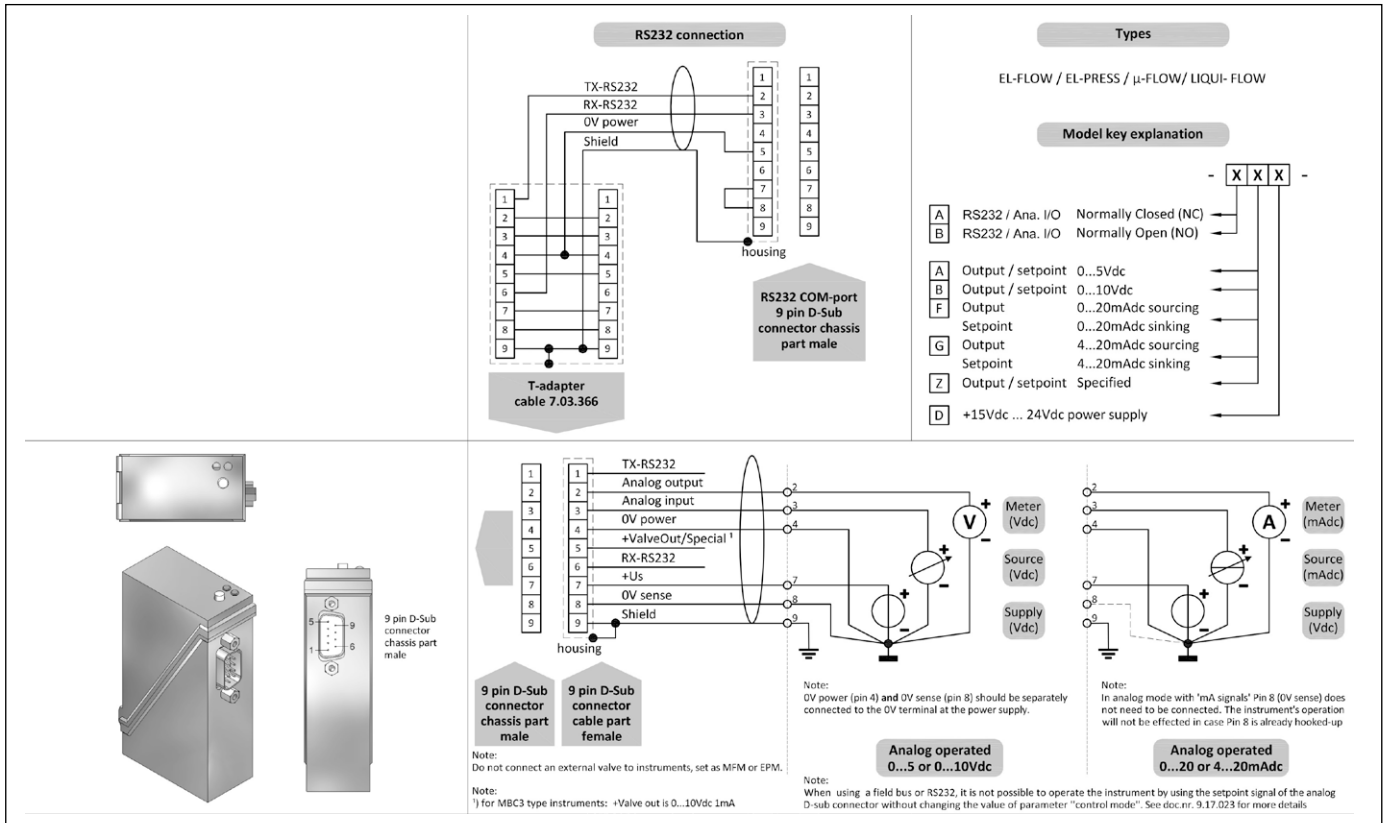 RS232 connection
TX-RS232
RX-RS232
0V power
Shield
1
2
3
4
5
6
7
8
9
1
2
3
4
5
6
7
8
9
housing
1
2
3
4
5
6
7
8
9
1
2
3
4
5
6
7
8
9
RS232 COM-port
9 pin D-Sub
connector chassis
part male
T-adapter
cable 7.03.366
Types
EL-FLOW / EL-PRESS / µ-FLOW/ LIQUI- FLOW
Model key explanation
- X X X -
A RS232 / Ana. I/O Normally Closed (NC)
B RS232 / Ana. I/O Normally Open (NO)
A Output / setpoint 0...5Vdc
B Output / setpoint 0...10Vdc
F Output 0...20mAdc sourcing
Setpoint 0...20mAdc sinking
G Output 4...20mAdc sourcing
Setpoint 4...20mAdc sinking
Z Output / setpoint Specified
D +15Vdc ... 24Vdc power supply
5
9
1
6
9 pin D-Sub
connector
chassis part
male
1
2
3
4
5
6
7
8
9
1
2
3
4
5
6
7
8
9
TX-RS232
Analog output
Analog input
0V power
+ValveOut/Special ¹
RX-RS232
+Us
0V sense
Shield
housing
9 pin D-Sub
connector
chassis part
male
9 pin D-Sub
connector
cable part
female
Note:
Do not connect an external valve to instruments, set as MFM or EPM.
Note:
¹) for MBC3 type instruments: +Valve out is 0...10Vdc 1mA
2
3
4
7
8
9
+
V
-
+
-
+
-
Meter
(Vdc)
Source
(Vdc)
Supply
(Vdc)
Note:
0V power (pin 4) and 0V sense (pin 8) should be separately
connected to the 0V terminal at the power supply.
Analog operated
0...5 or 0...10Vdc
2
3
4
7
8
9
+
A
-
+
-
+
-
Meter
(mAdc)
Source
(mAdc)
Supply
(Vdc)
Note:
In analog mode with 'mA signals' Pin 8 (0V sense) does
not need to be connected. The instrument's operation
will not be effected in case Pin 8 is already hooked-up
Analog operated
0...20 or 4...20mAdc
Note:
When using a field bus or RS232, it is not possible to operate the instrument by using the setpoint signal of the analog
D-sub connector without changing the value of parameter "control mode". See doc.nr. 9.17.023 for more details